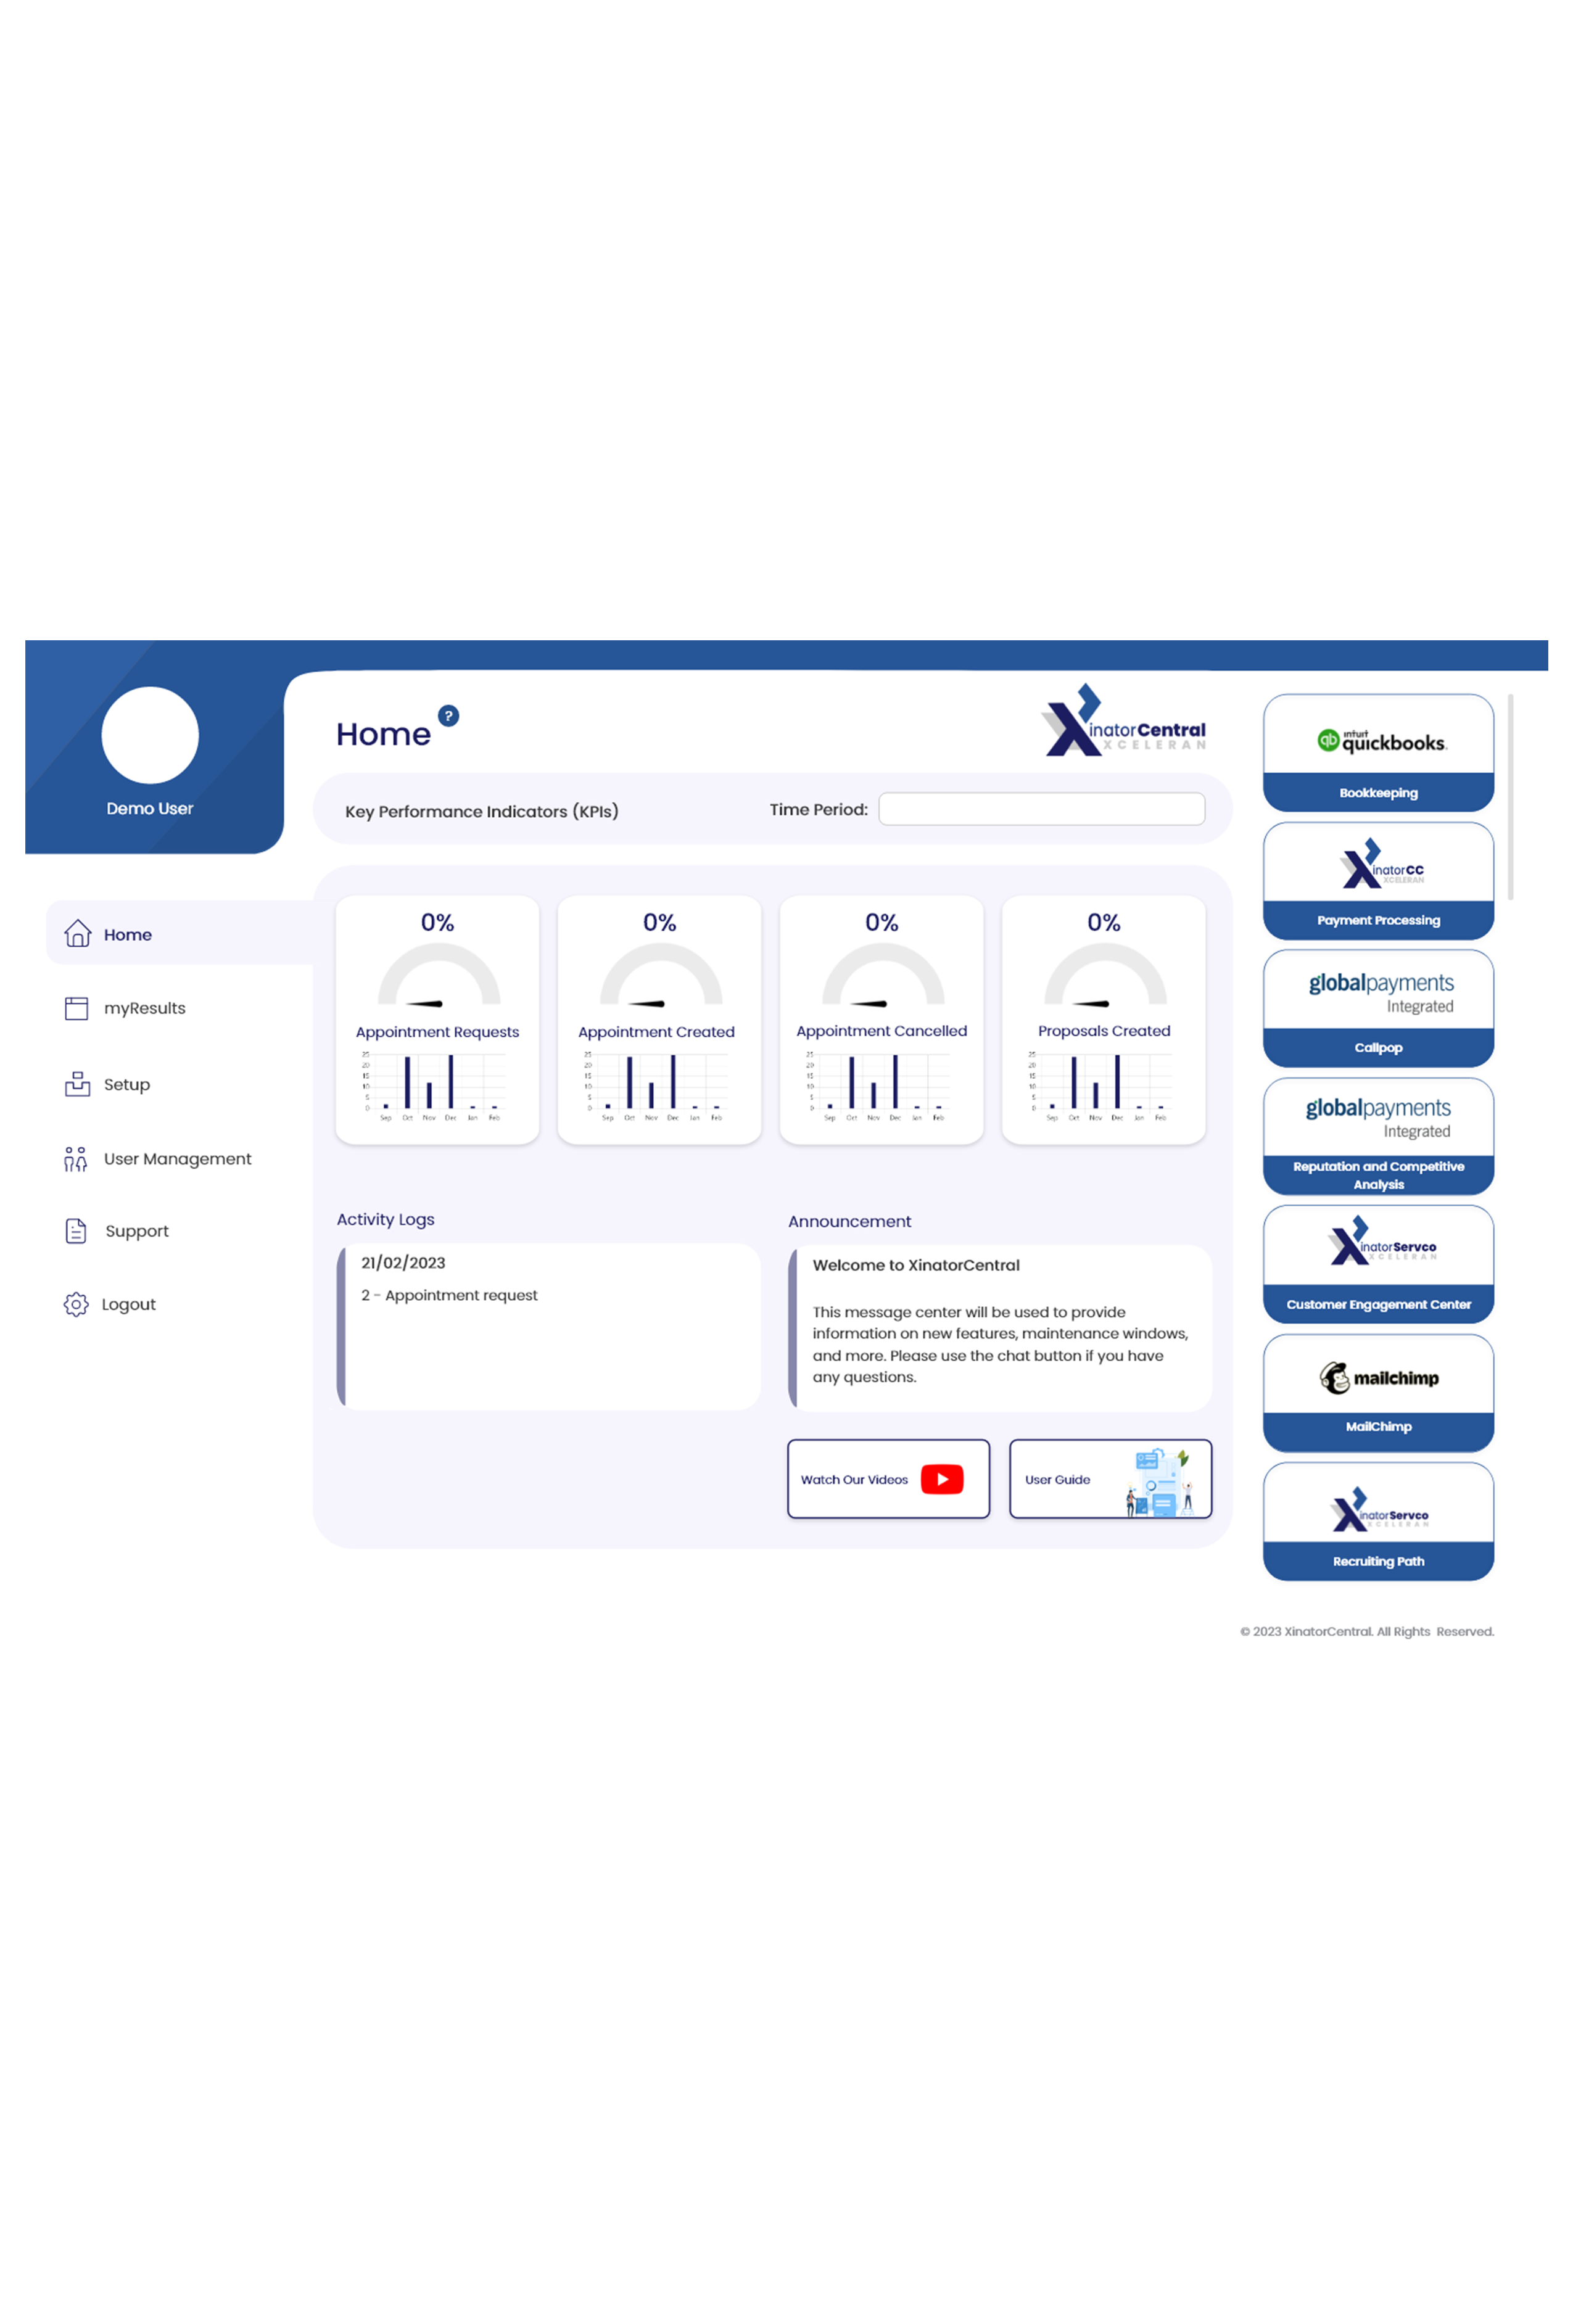 Demo User
Home
myResults
Setup
User Management
Support
Logout
Home ?
XinatorCentral
XCELERAN
Key Performance Indicators (KPIs)
Time Period:
0%
Appointment Requests
25
20
15
10
5
0
Sep Oct Nov Dec Jan Feb
0%
Appointment Created
25
20
15
10
5
0
Sep Oct Nov Dec Jan Feb
0%
Appointment Cancelled
25
20
15
10
5
0
Sep Oct Nov Dec Jan Feb
0%
Proposals Created
25
20
15
10
5
0
Sep Oct Nov Dec Jan Feb
Activity Logs
21/02/2023
2 - Appointment request
Announcement
Welcome to XinatorCentral
This message center will be used to provide
information on new features, maintenance windows,
and more. Please use the chat button if you have
any questions.
Watch Our Videos
User Guide
qb intuit
quickbooks.
Bookkeeping
XinatorCC
XCELERAN
Payment Processing
globalpayments
Integrated
Callpop
globalpayments
Integrated
Reputation and Competitive
Analysis
XinatorServco
XCELERAN
Customer Engagement Center
mailchimp
MailChimp
XinatorServco
XCELERAN
Recruiting Path
© 2023 XinatorCentral. All Rights Reserved.